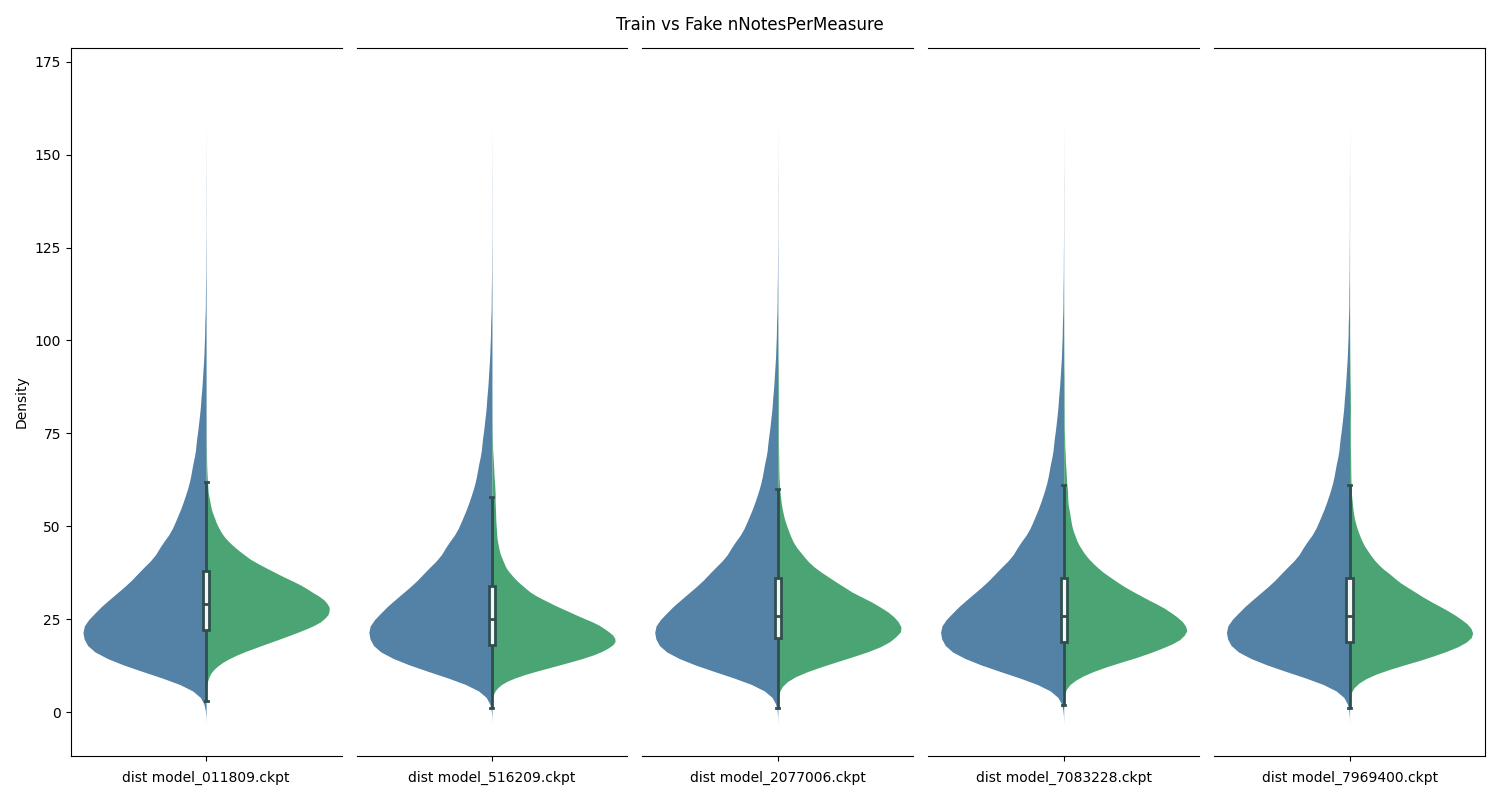 Train vs Fake nNotesPerMeasure
175
150
125
100
75
50
25
0
Density
dist model_011809.ckpt
dist model_516209.ckpt
dist model_2077006.ckpt
dist model_7083228.ckpt
dist model_7969400.ckpt